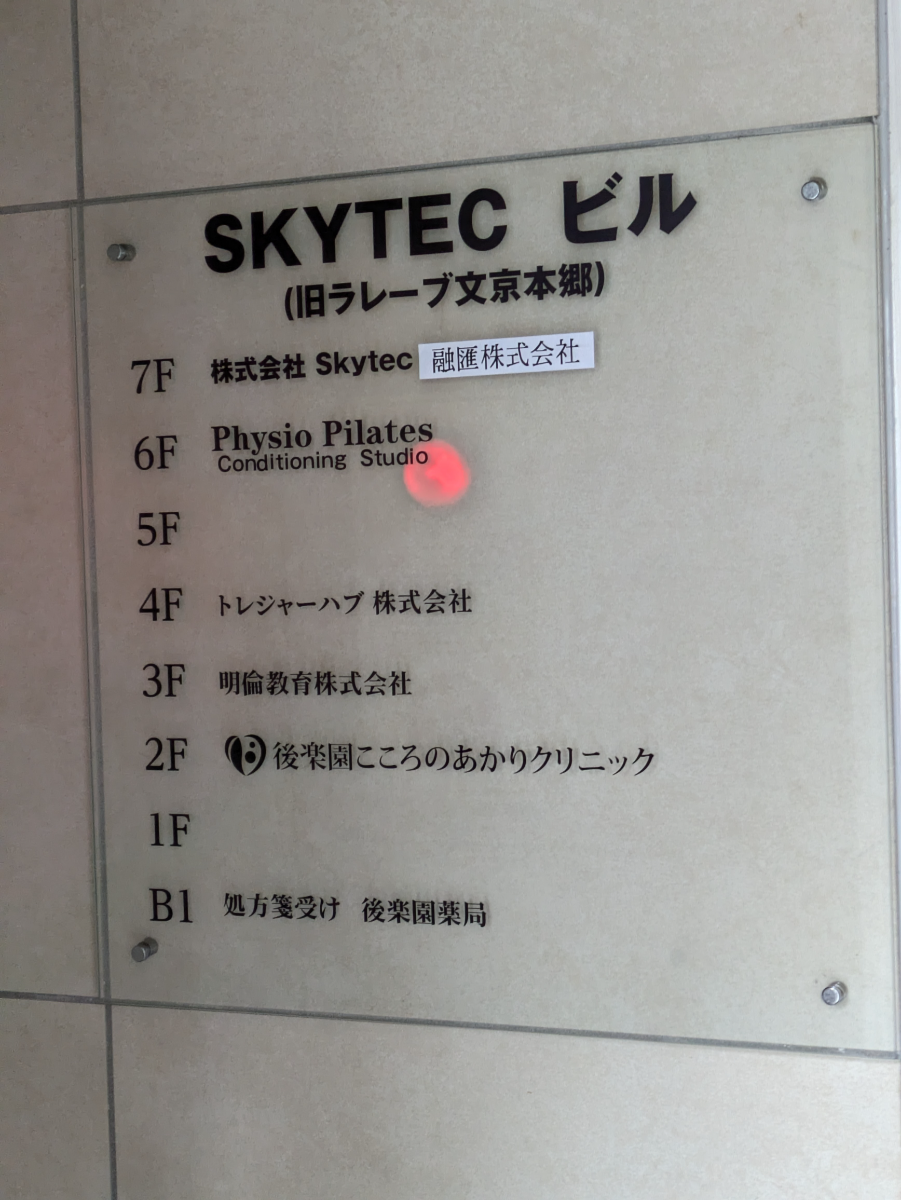 SKYTEC ビル
(旧ラレーブ文京本郷)
7F 株式会社 Skytec 融匯株式会社
6F Physio Pilates
Conditioning Studio
5F
4F トレジャーハブ 株式会社
3F 明倫教育株式会社
2F 後楽園こころのあかりクリニック
1F
B1 処方箋受け 後楽園薬局